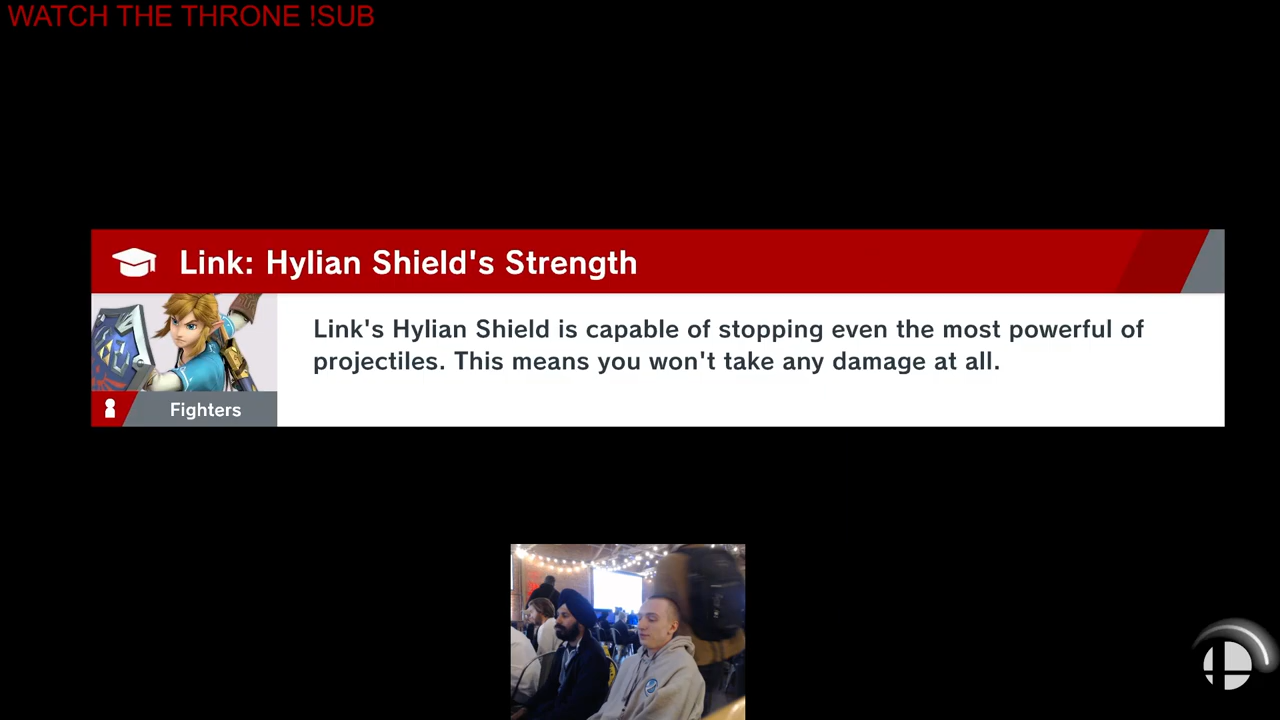 WATCH THE THRONE !SUB
Link: Hylian Shield's Strength
Link's Hylian Shield is capable of stopping even the most powerful of
projectiles. This means you won't take any damage at all.
Fighters